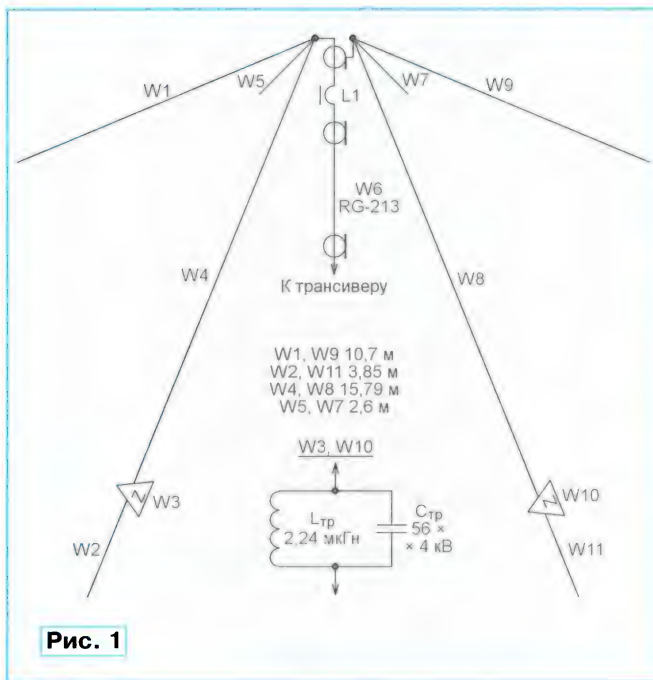 W1
W5
L1
W7
W9
W6
RG-213
W4
W8
К трансиверу
W1, W9 10,7 м
W2, W11 3,85 м
W4, W8 15,79 м
W5, W7 2,6 м
W3, W10
W3
W10
Lтр
2,24 мкГн
Cтр
56 ×
× 4 кВ
W2
W11
Рис. 1